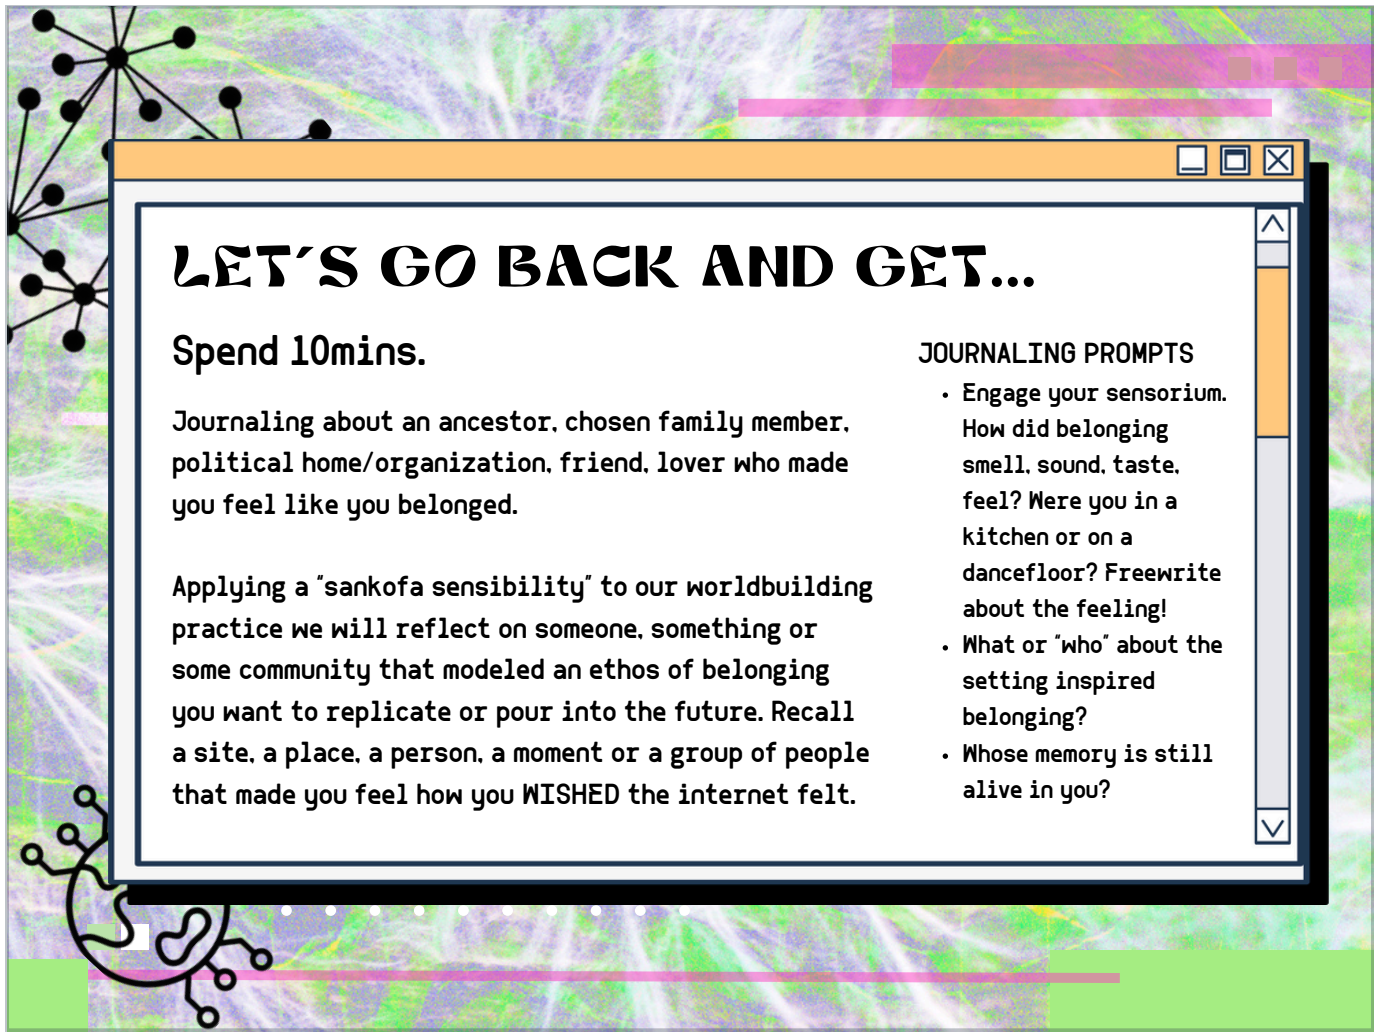 LET'S GO BACK AND GET...
Spend 10mins.
Journaling about an ancestor, chosen family member,
political home/organization, friend, lover who made
you feel like you belonged.
Applying a "sankofa sensibility" to our worldbuilding
practice we will reflect on someone, something or
some community that modeled an ethos of belonging
you want to replicate or pour into the future. Recall
a site, a place, a person, a moment or a group of people
that made you feel how you WISHED the internet felt.
JOURNALING PROMPTS
• Engage your sensorium.
How did belonging
smell, sound, taste,
feel? Were you in a
kitchen or on a
dancefloor? Freewrite
about the feeling!
• What or "who" about the
setting inspired
belonging?
• Whose memory is still
alive in you?